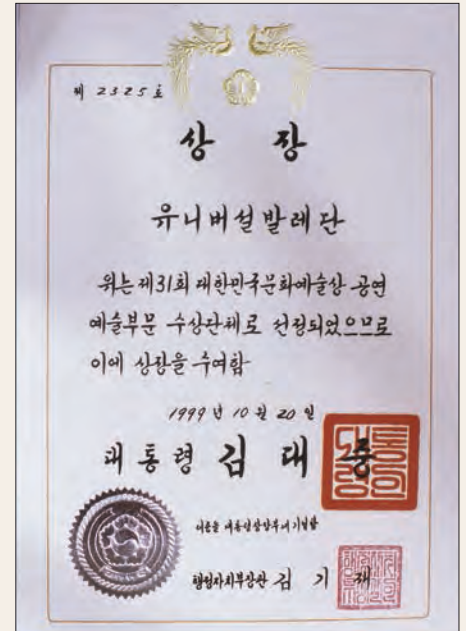 제 2325호
상 장
유니버설발레단
위는 제31회 대한민국문화예술상 공연
예술부문 수상단체로 선정되었으므로
이에 상장을 수여함
1999년 10월 20일
대통령 김대중
이 증을 대통령상장부에 기입함
행정자치부장관 김기재